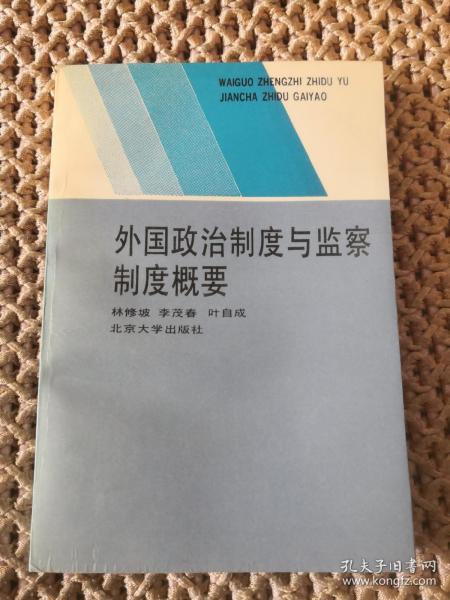 WAIGUO ZHENGZHI ZHIDU YU
JIANCHA ZHIDU GAIYAO
外国政治制度与监察
制度概要
林修坡 李茂春 叶自成
北京大学出版社
孔夫子旧书网
www.kongfz.com